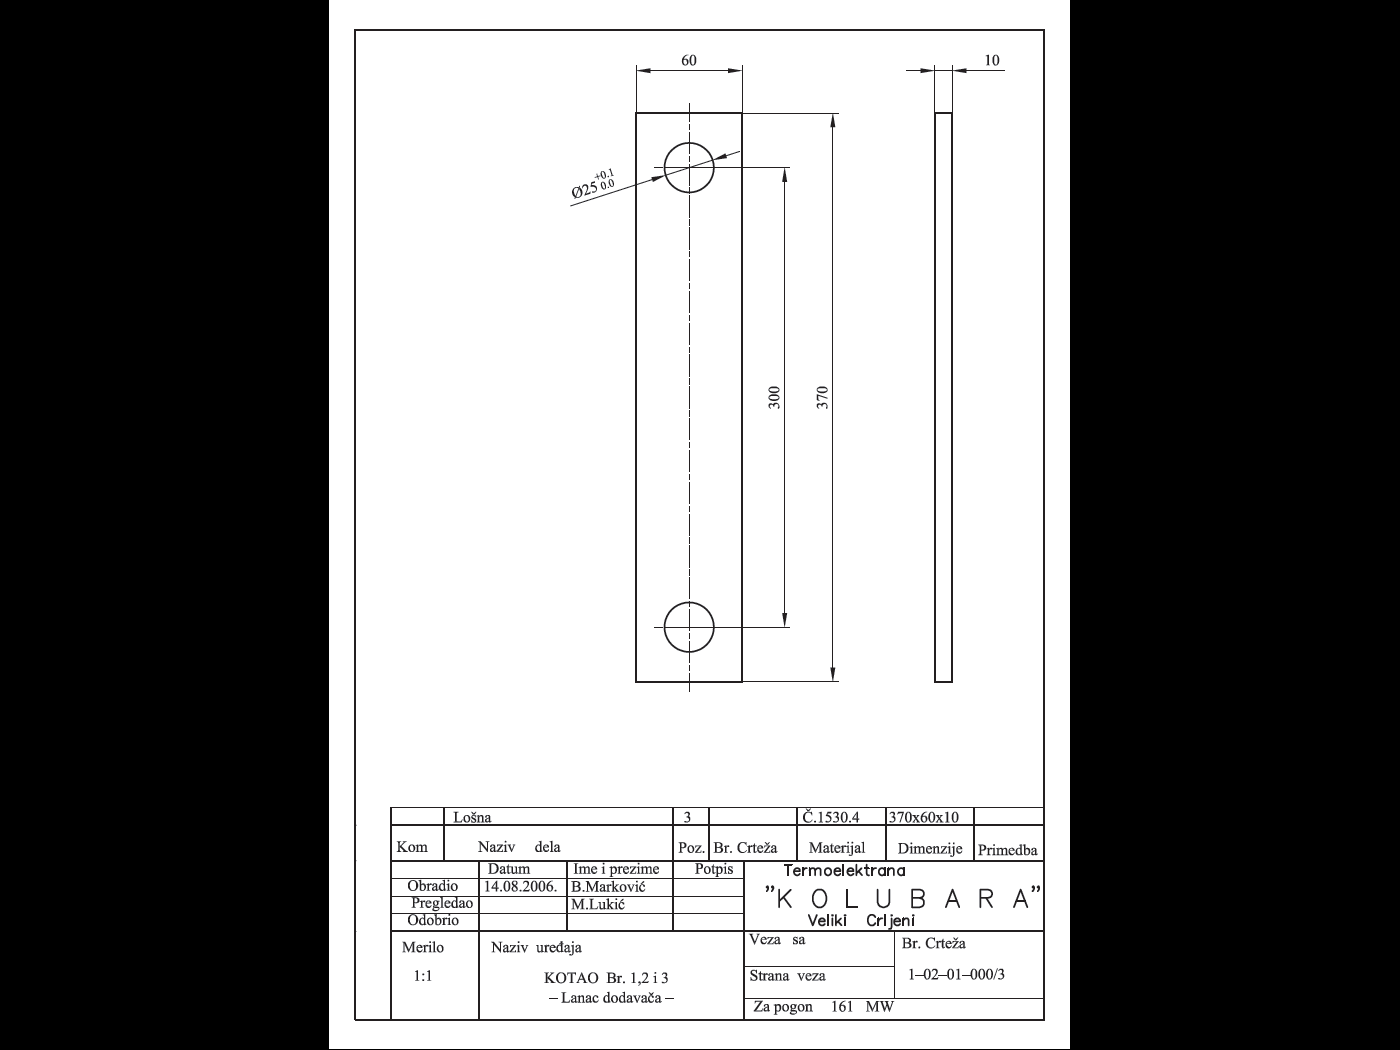 60
10
Ø25 +0.1 0.0
300
370
Lošna 3 Č.1530.4 370x60x10
Kom Naziv dela Poz. Br. Crteža Materijal Dimenzije Primedba
Datum Ime i prezime Potpis
Obradio 14.08.2006. B.Marković
Pregledao M.Lukić
Odobrio
Termoelektrana
"KOLUBARA"
Veliki Crljeni
Merilo
1:1
Naziv uređaja
KOTAO Br. 1,2 i 3
– Lanac dodavača –
Veza sa
Strana veza
Br. Crteža
1–02–01–000/3
Za pogon 161 MW